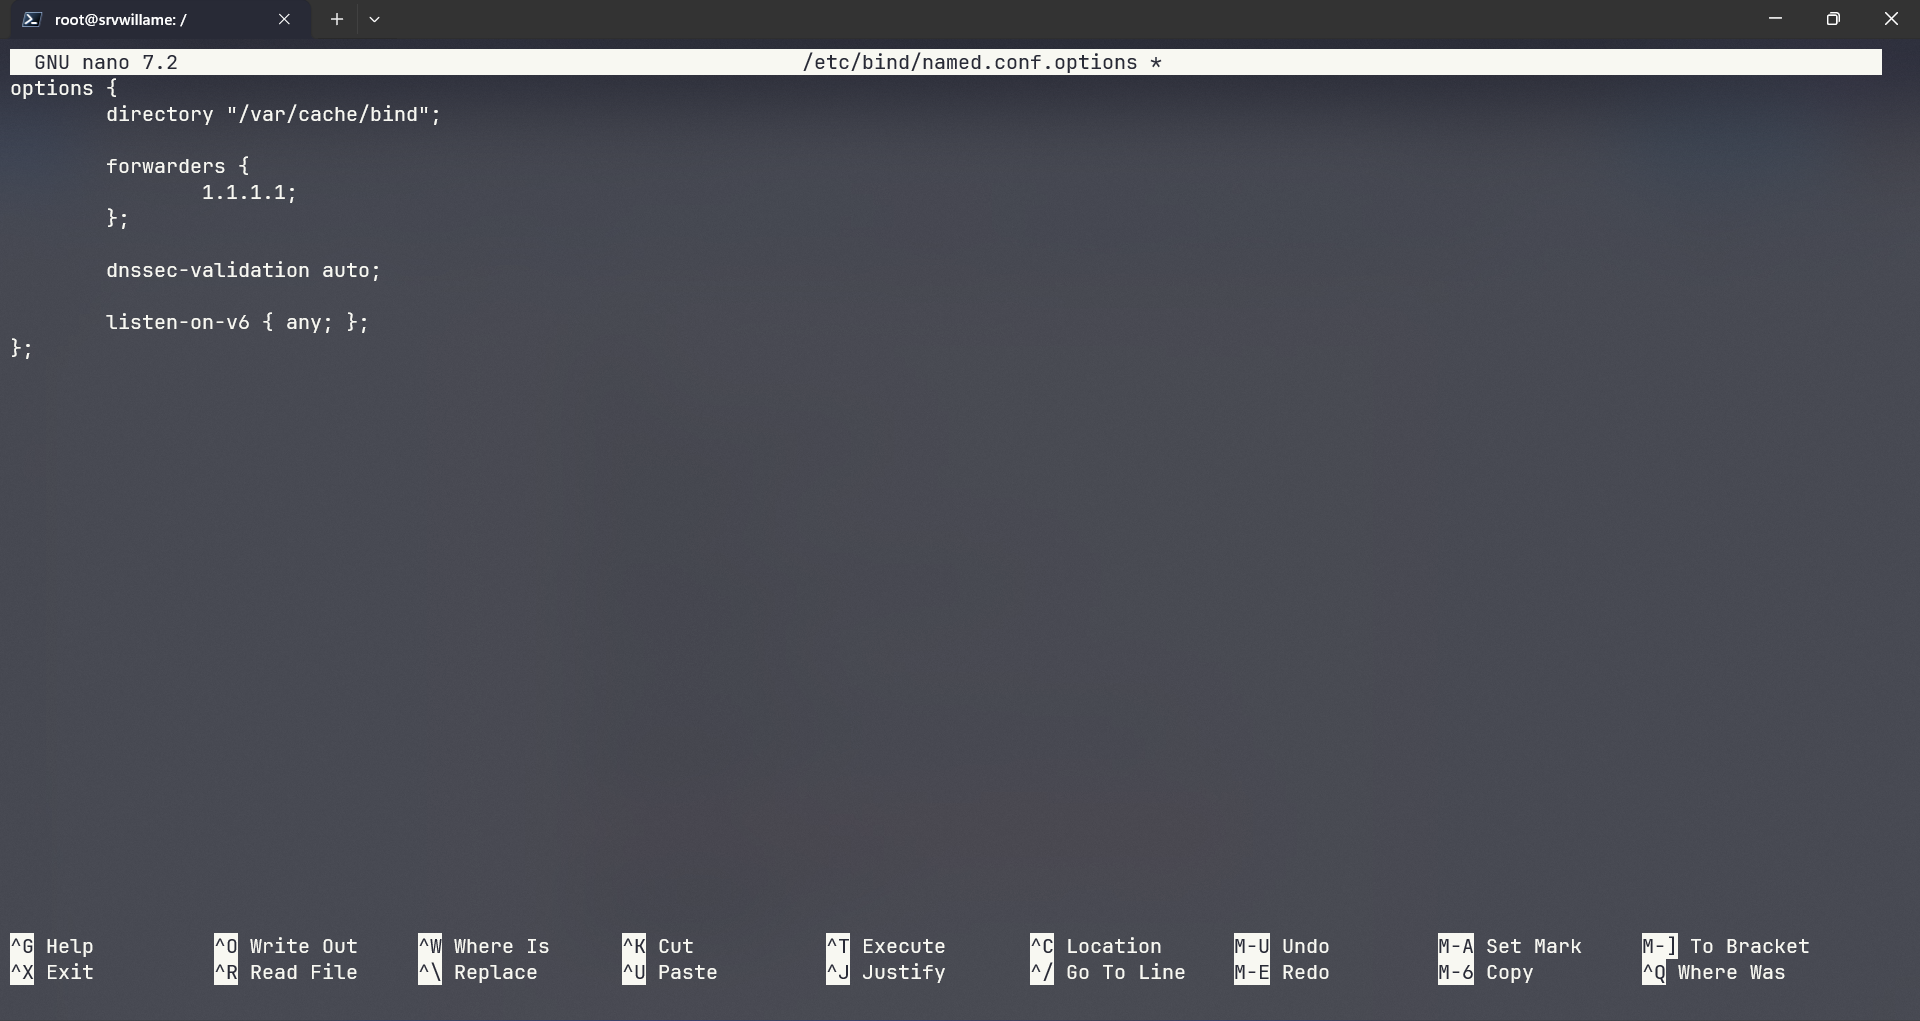 root@srvwillame: /
GNU nano 7.2 /etc/bind/named.conf.options *
options {
        directory "/var/cache/bind";

        forwarders {
                1.1.1.1;
        };

        dnssec-validation auto;

        listen-on-v6 { any; };
};
^G Help ^O Write Out ^W Where Is ^K Cut ^T Execute ^C Location M-U Undo M-A Set Mark M-] To Bracket
^X Exit ^R Read File ^\ Replace ^U Paste ^J Justify ^/ Go To Line M-E Redo M-6 Copy ^Q Where Was